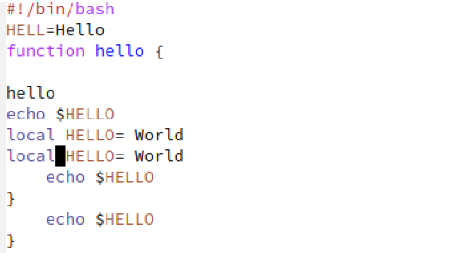 #!/bin/bash
HELL=Hello
function hello {

hello
echo $HELLO
local HELLO= World
local HELLO= World
    echo $HELLO
}
    echo $HELLO
}